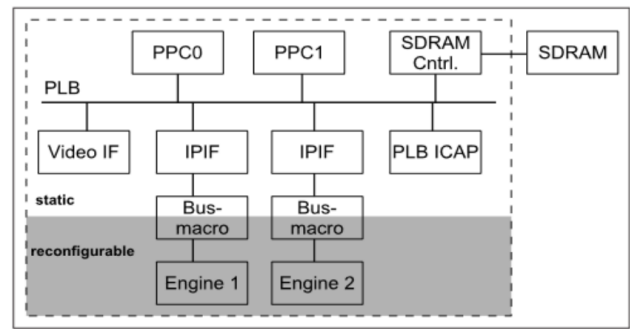 PPC0
PPC1
SDRAM
Cntrl.
SDRAM
PLB
Video IF
IPIF
IPIF
PLB ICAP
static
Bus-
macro
Bus-
macro
reconfigurable
Engine 1
Engine 2